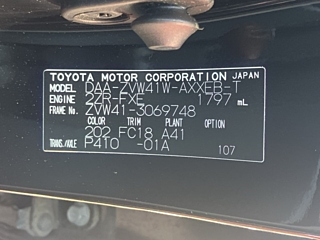 TOYOTA MOTOR CORPORATION JAPAN
MODEL DAA-ZVW41W-AXXEB-T
ENGINE 2ZR-FXE 1797 mL
FRAME No. ZVW41-3069748
COLOR TRIM PLANT OPTION
202 FC18 A41
TRANS./AXLE P410 -01A
107